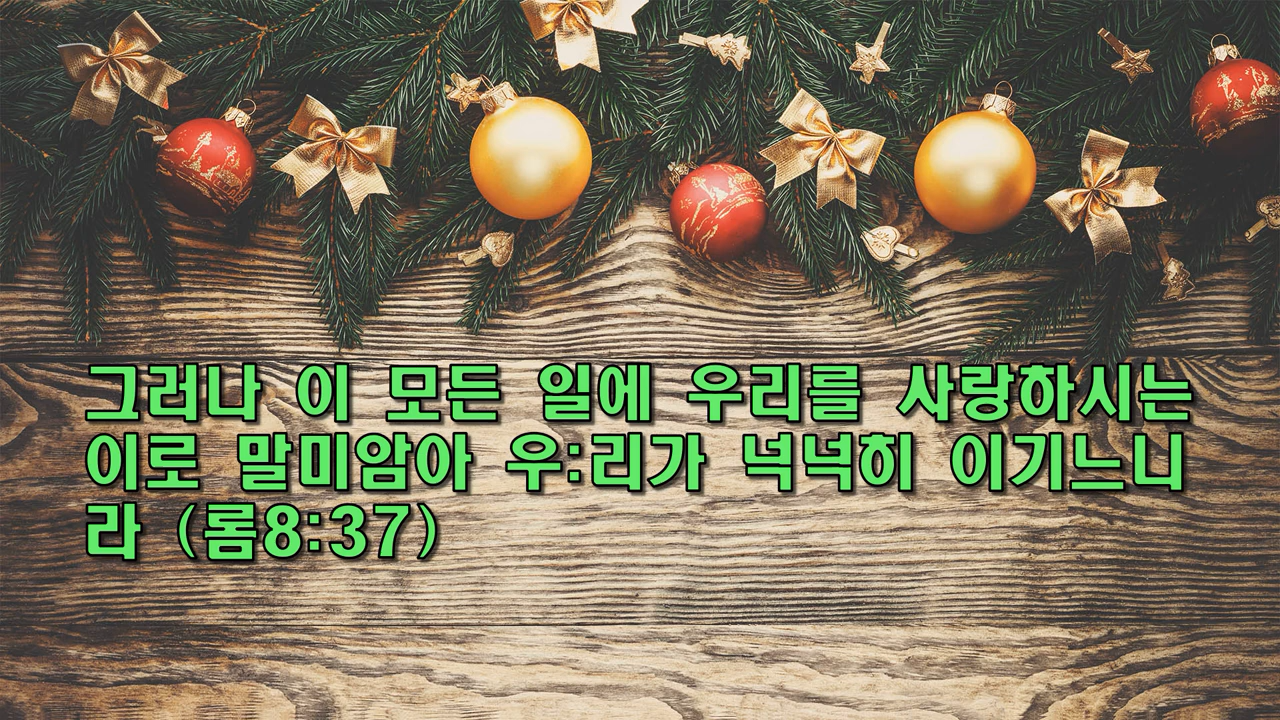 그러나 이 모든 일에 우리를 사랑하시는
이로 말미암아 우:리가 넉넉히 이기느니
라 (롬8:37)